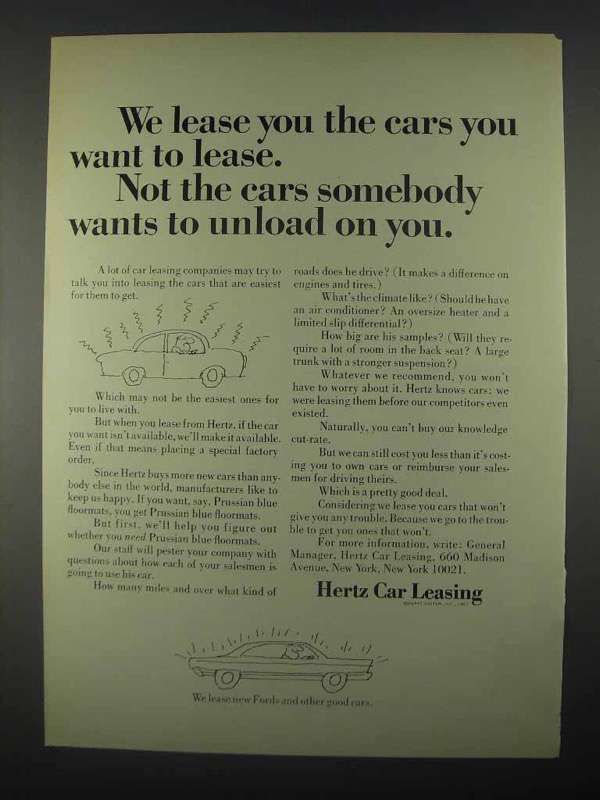 We lease you the cars you
want to lease.
Not the cars somebody
wants to unload on you.
A lot of car leasing companies may try to
talk you into leasing the cars that are easiest
for them to get.
Which may not be the easiest ones for
you to live with.
But when you lease from Hertz, if the car
you want isn't available, we'll make it available.
Even if that means placing a special factory
order.
Since Hertz buys more new cars than any-
body else in the world, manufacturers like to
keep us happy. If you want, say, Prussian blue
floormats, you get Prussian blue floormats.
But first, we'll help you figure out
whether you need Prussian blue floormats.
Our staff will pester your company with
questions about how each of your salesmen is
going to use his car.
How many miles and over what kind of
roads does he drive? (It makes a difference on
engines and tires.)
What's the climate like? (Should he have
an air conditioner? An oversize heater and a
limited slip differential?)
How big are his samples? (Will they re-
quire a lot of room in the back seat? A large
trunk with a stronger suspension?)
Whatever we recommend, you won't
have to worry about it. Hertz knows cars: we
were leasing them before our competitors even
existed.
Naturally, you can't buy our knowledge
cut-rate.
But we can still cost you less than it's cost-
ing you to own cars or reimburse your sales-
men for driving theirs.
Which is a pretty good deal.
Considering we lease you cars that won't
give you any trouble. Because we go to the trou-
ble to get you ones that won't.
For more information, write: General
Manager, Hertz Car Leasing, 660 Madison
Avenue, New York, New York 10021.
Hertz Car Leasing
We lease new Fords and other good cars.